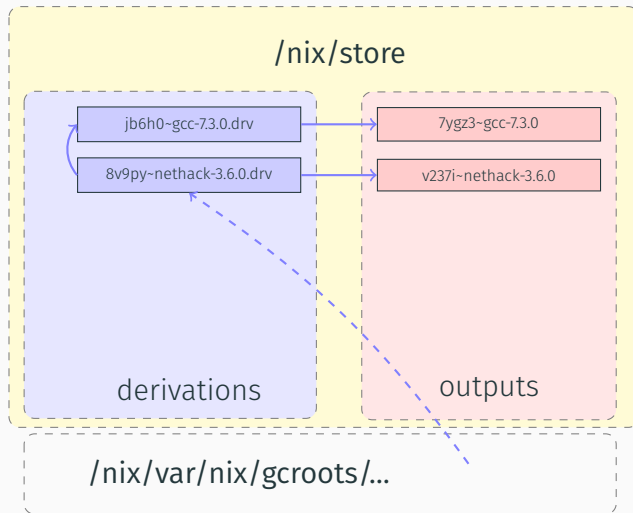 /nix/store
jb6h0~gcc-7.3.0.drv
7ygz3~gcc-7.3.0
8v9py~nethack-3.6.0.drv
v237i~nethack-3.6.0
derivations
outputs
/nix/var/nix/gcroots/...